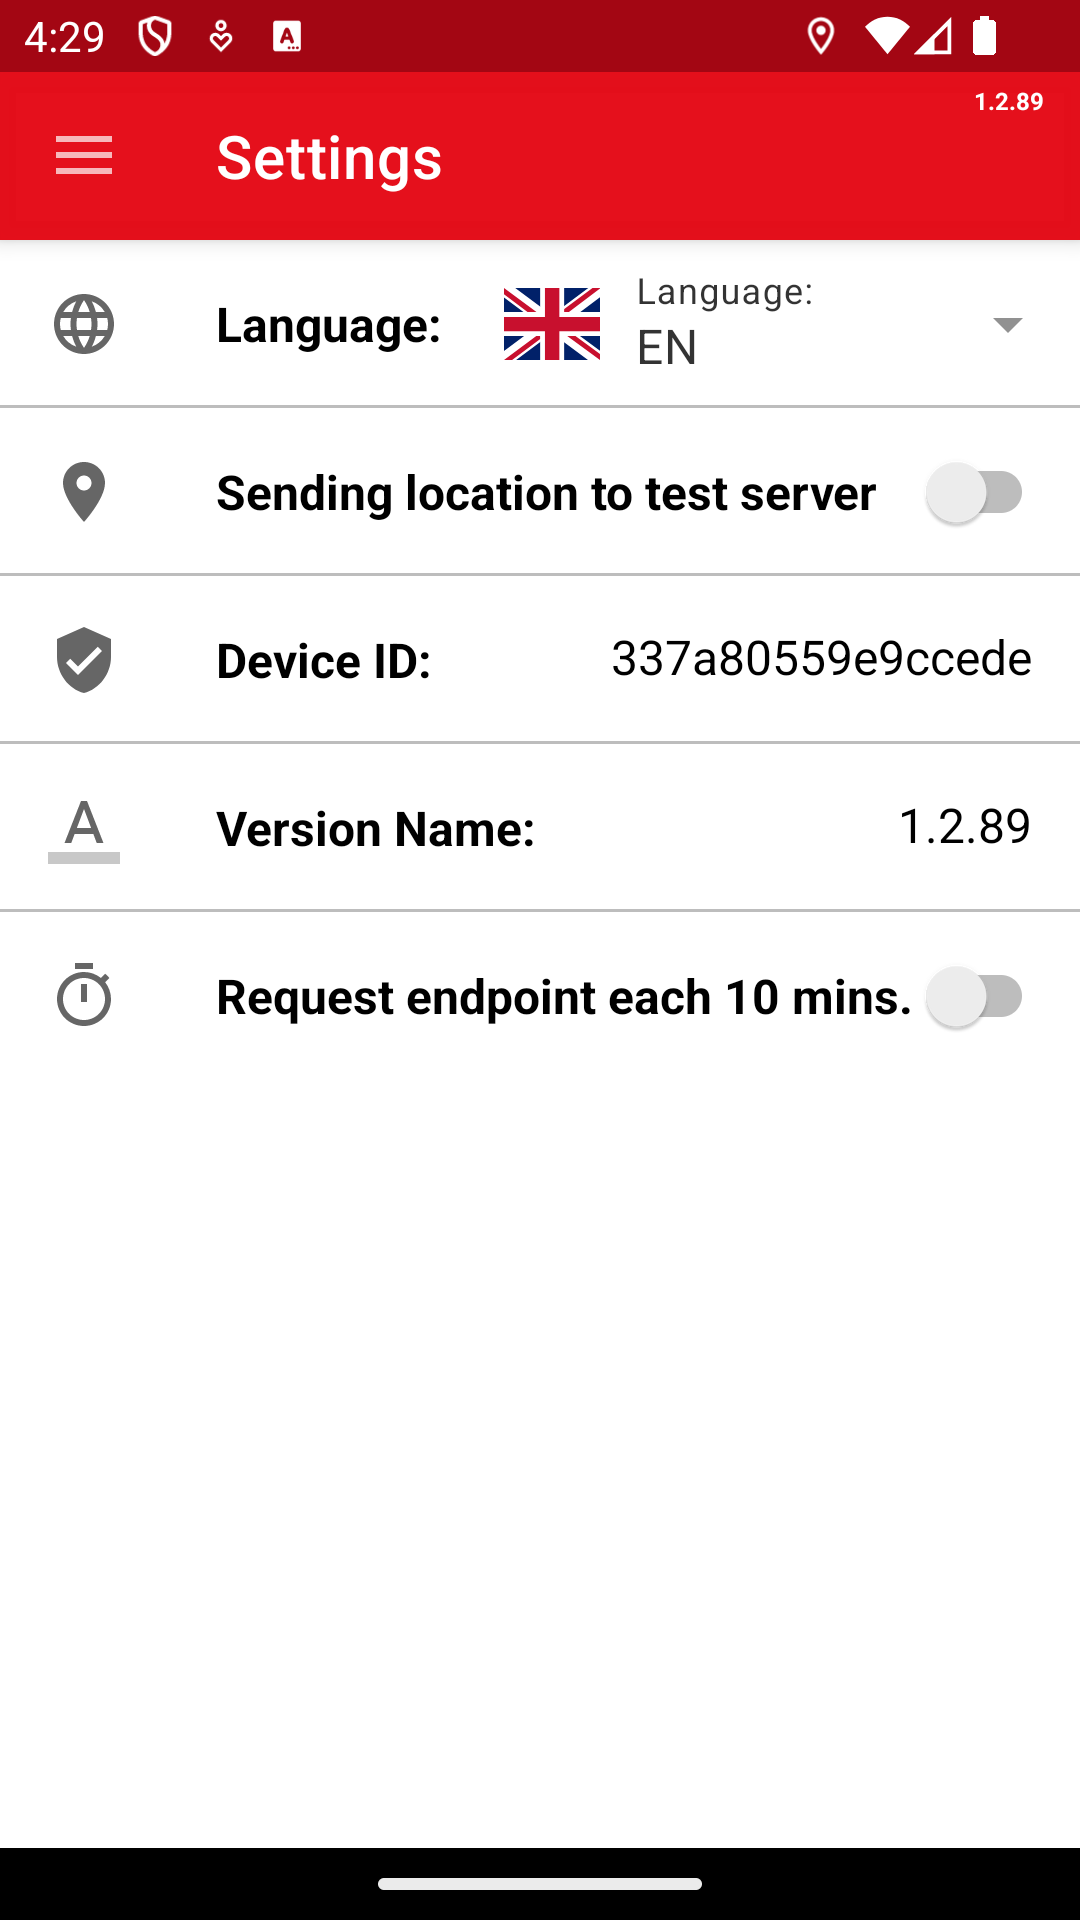 4:29
1.2.89
Settings
Language:
Language:
EN
Sending location to test server
Device ID:
337a80559e9ccede
Version Name:
1.2.89
Request endpoint each 10 mins.